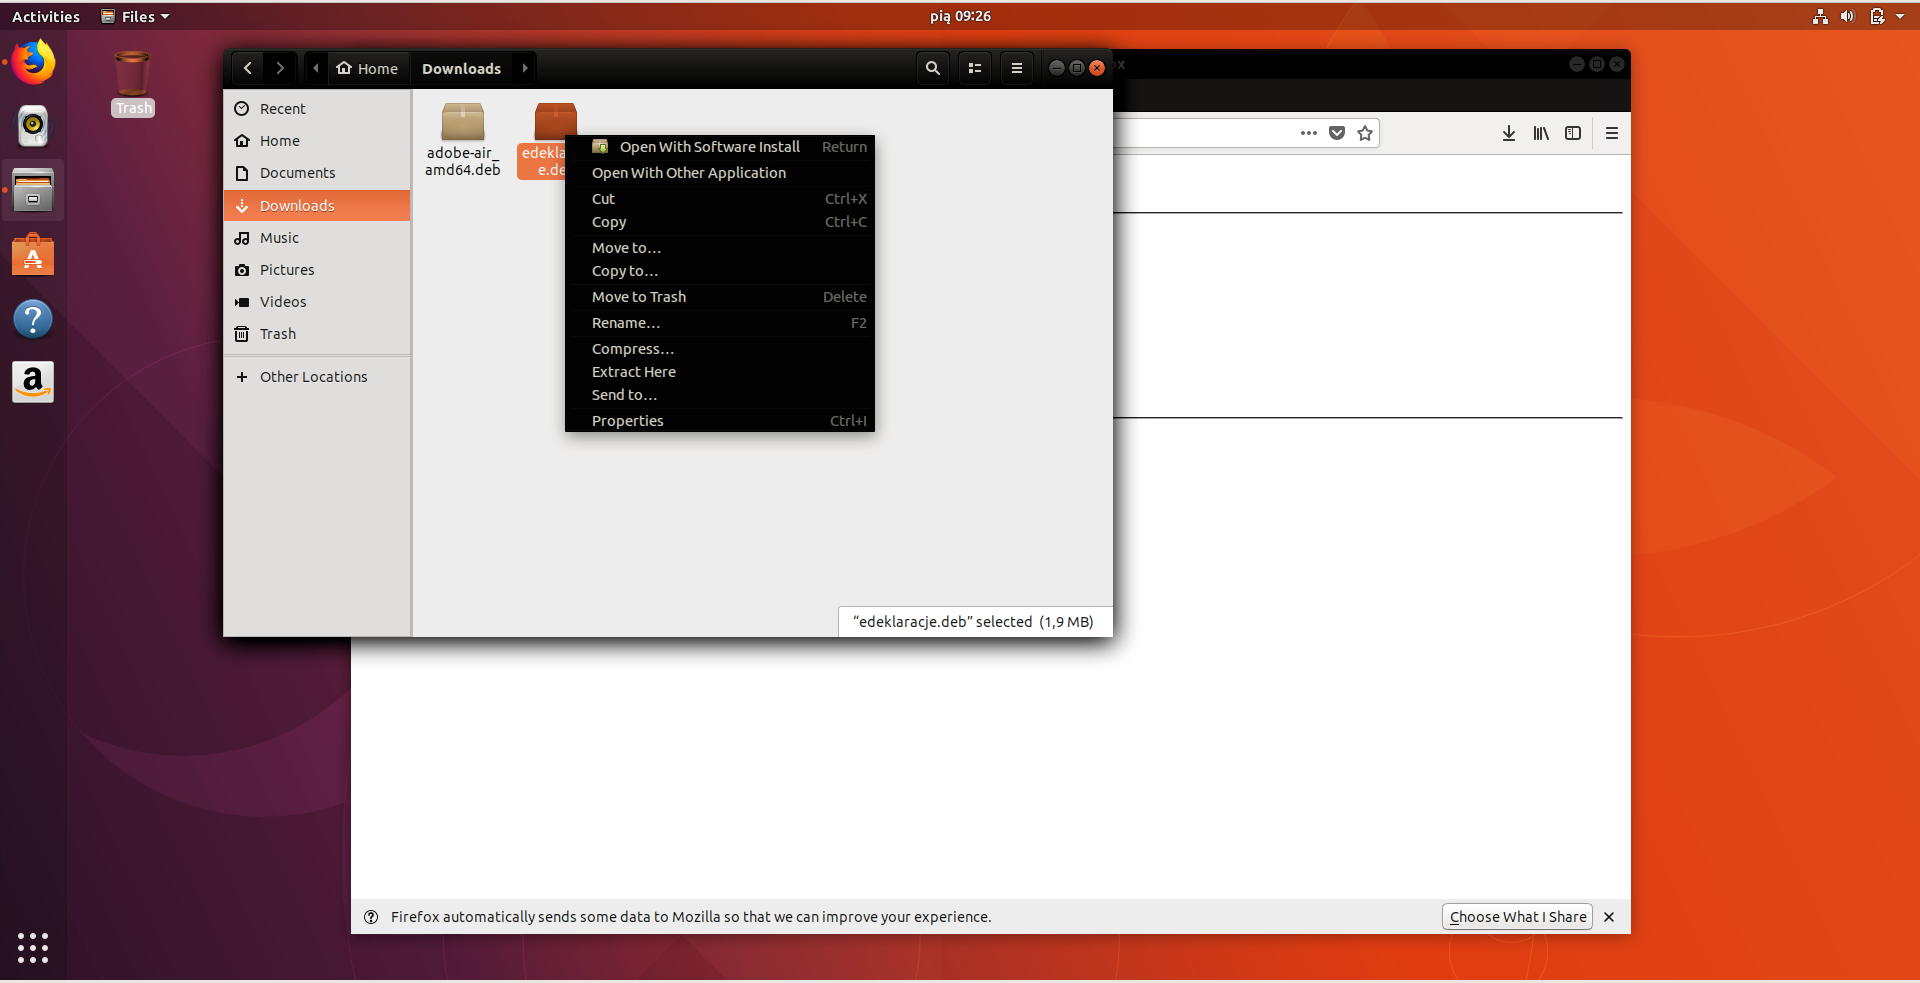 Activities
Files
pią 09:26
Trash
Home
Downloads
Recent
Home
Documents
Downloads
Music
Pictures
Videos
Trash
Other Locations
adobe-air_
amd64.deb
edekla
e.de
Open With Software Install Return
Open With Other Application
Cut Ctrl+X
Copy Ctrl+C
Move to…
Copy to…
Move to Trash Delete
Rename… F2
Compress…
Extract Here
Send to…
Properties Ctrl+I
“edeklaracje.deb” selected (1,9 MB)
Firefox automatically sends some data to Mozilla so that we can improve your experience.
Choose What I Share